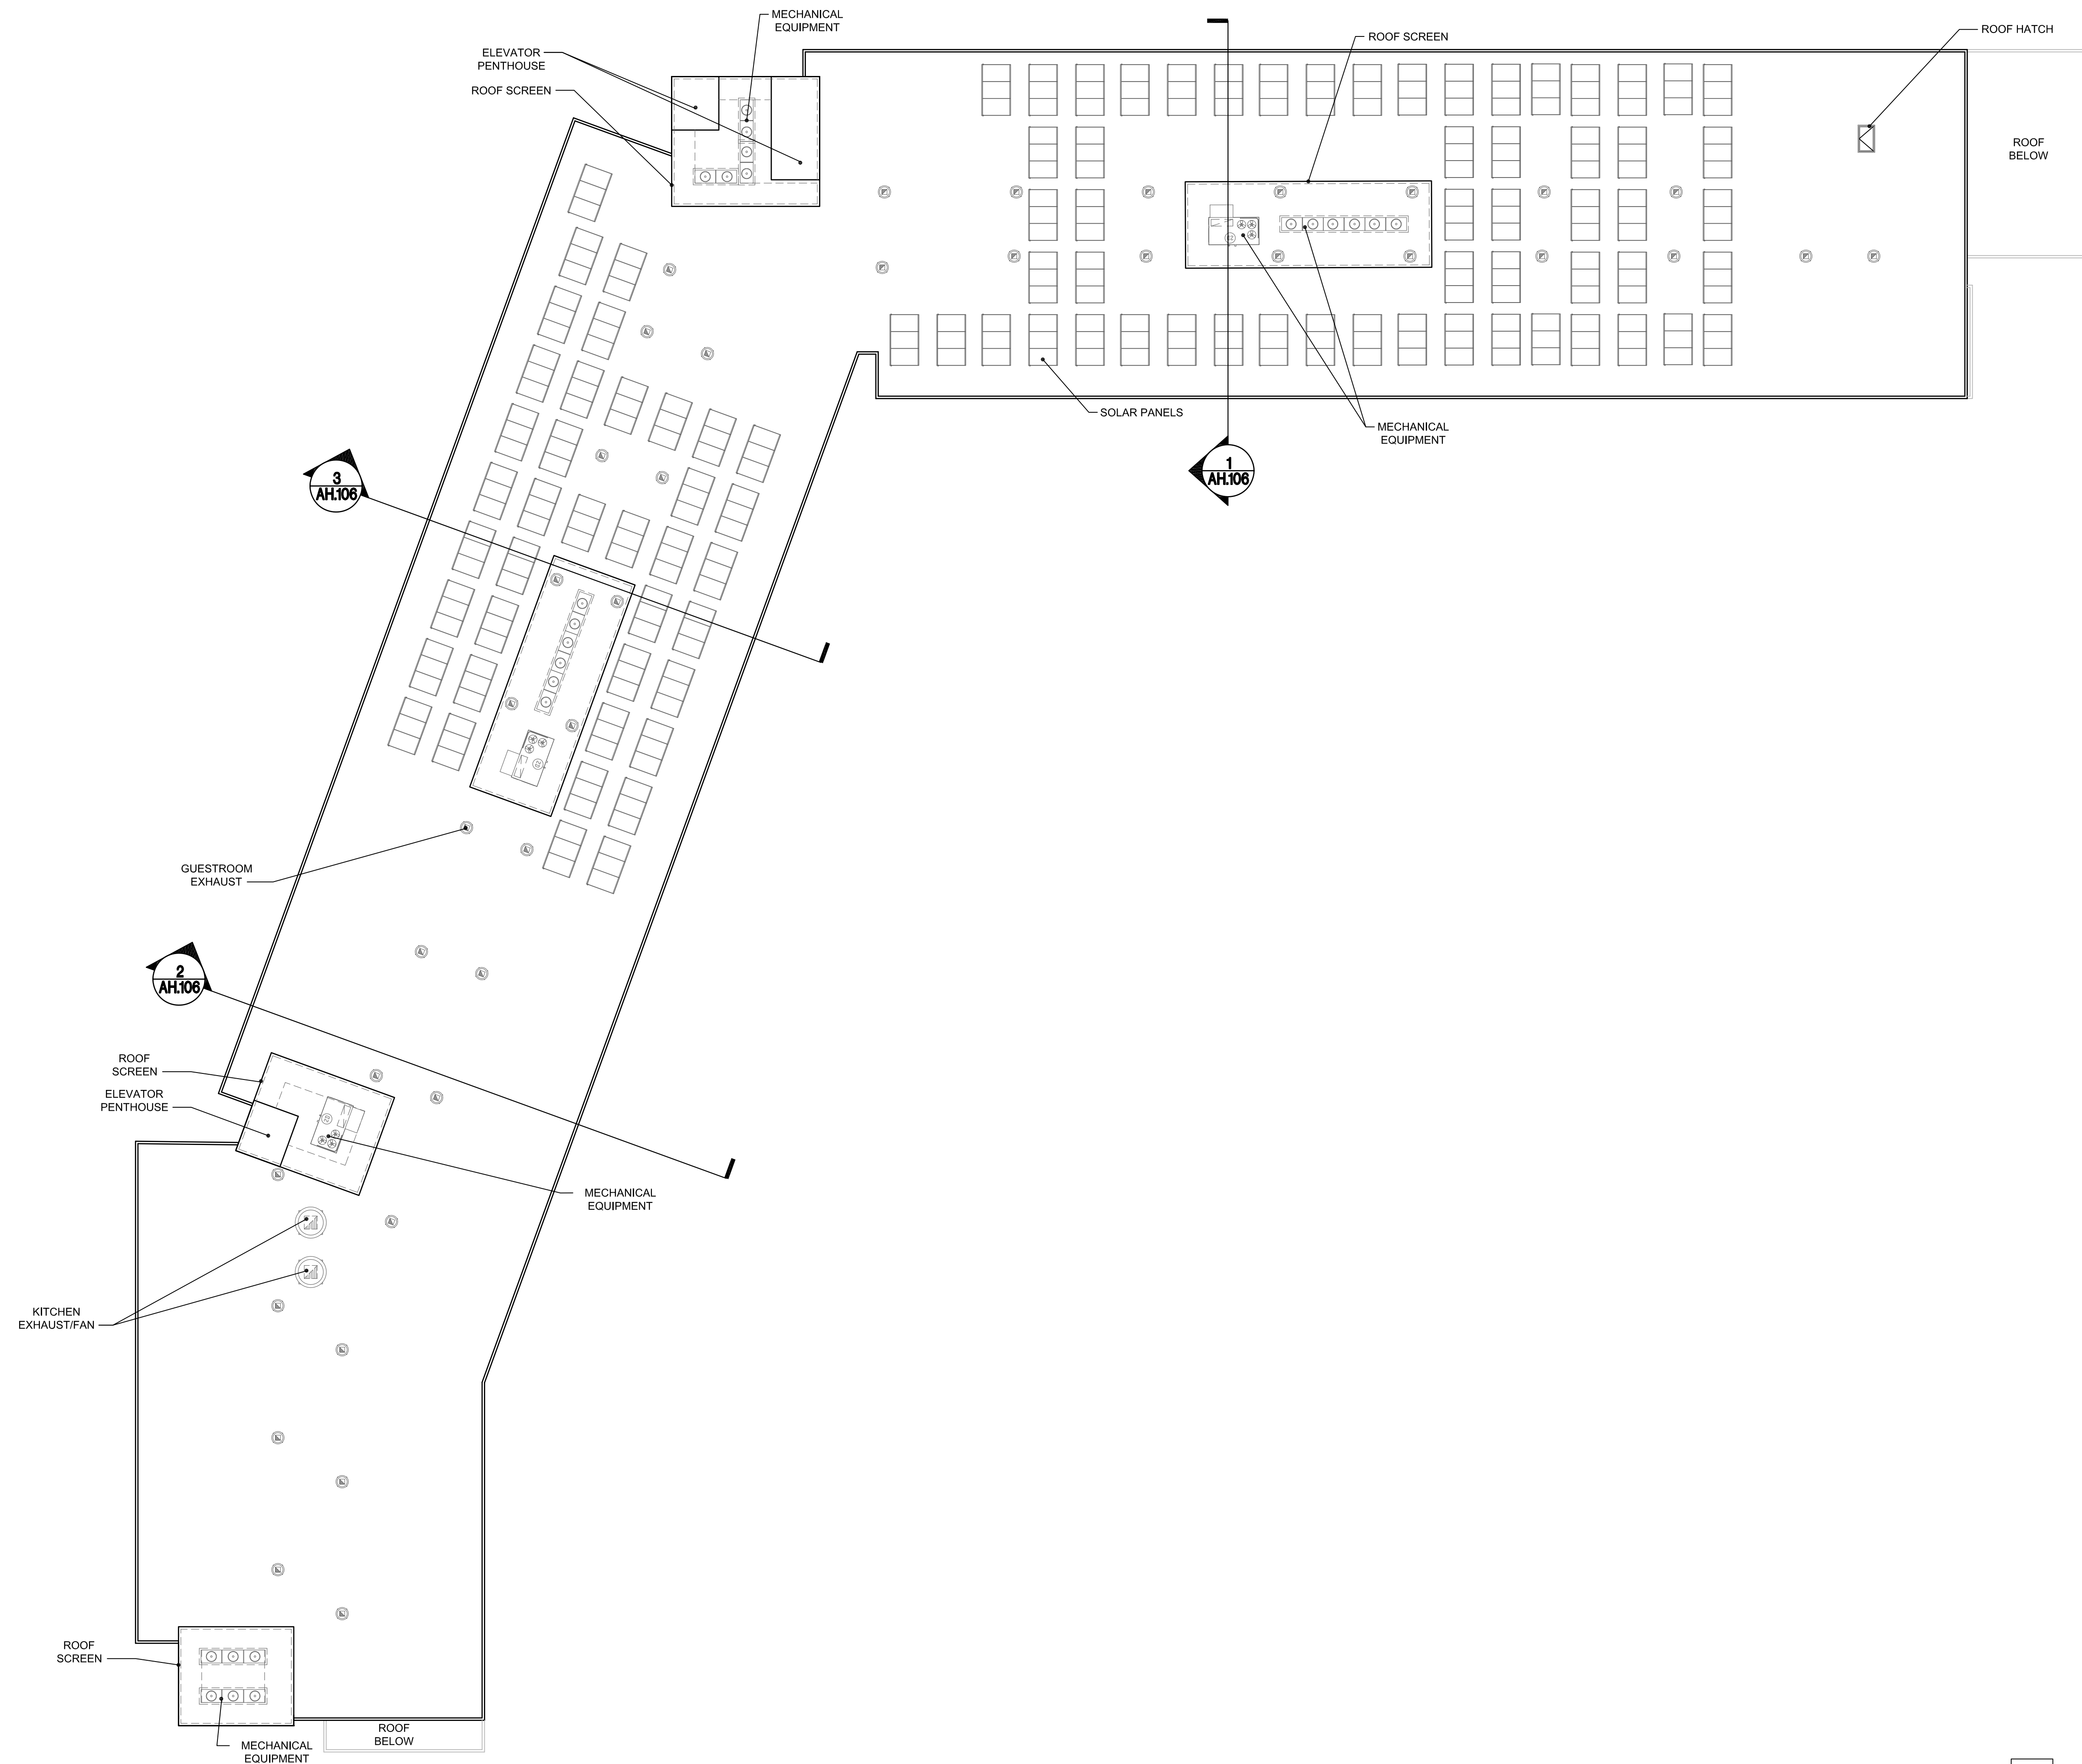 MECHANICAL
EQUIPMENT
ELEVATOR
PENTHOUSE
ROOF SCREEN
ROOF SCREEN
ROOF HATCH
ROOF
BELOW
SOLAR PANELS
MECHANICAL
EQUIPMENT
1
AH.106
3
AH.106
GUESTROOM
EXHAUST
2
AH.106
ROOF
SCREEN
ELEVATOR
PENTHOUSE
MECHANICAL
EQUIPMENT
KITCHEN
EXHAUST/FAN
ROOF
SCREEN
ROOF
BELOW
MECHANICAL
EQUIPMENT